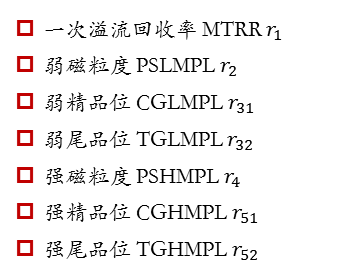 一次溢流回收率 MTRR r₁
弱磁粒度 PSLMPL r₂
弱精品位 CGLMPL r₃₁
弱尾品位 TGLMPL r₃₂
强磁粒度 PSHMPL r₄
强精品位 CGHMPL r₅₁
强尾品位 TGHMPL r₅₂